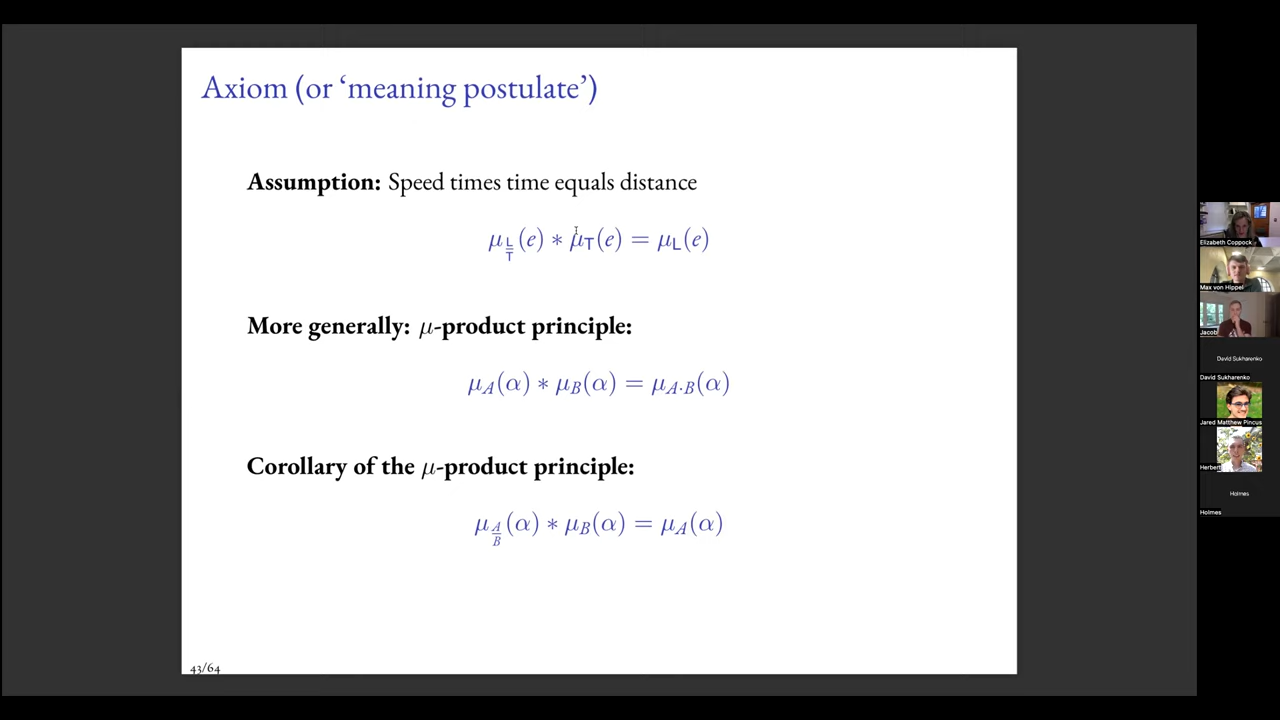 Axiom (or ‘meaning postulate’)
Assumption: Speed times time equals distance
μ_{L/T}(e) ∗ μ_T(e) = μ_L(e)
More generally: μ-product principle:
μ_A(α) ∗ μ_B(α) = μ_{A·B}(α)
Corollary of the μ-product principle:
μ_{A/B}(α) ∗ μ_B(α) = μ_A(α)
43/64
Elizabeth Coppock
Max von Hippel
Jacob
David Sukharenko
David Sukharenko
Jared Matthew Pincus
Herbert
Holmes
Holmes